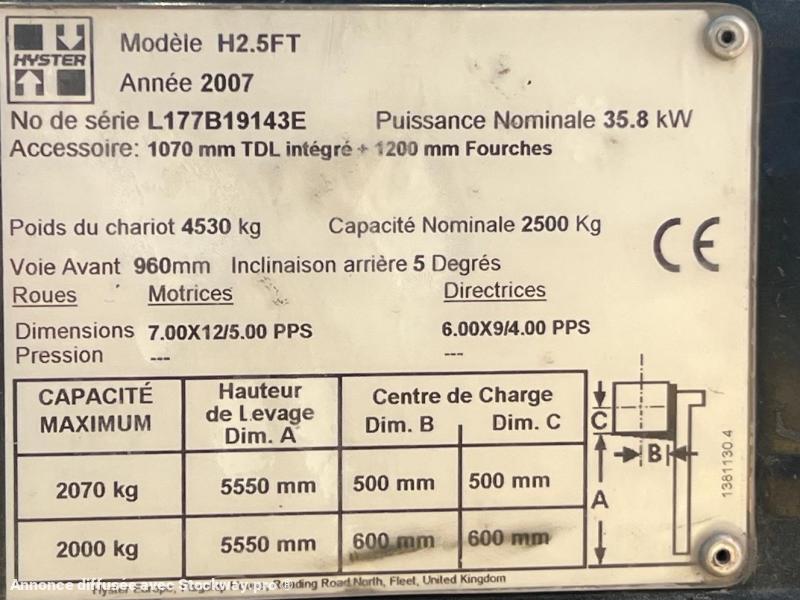 HYSTER
Modèle H2.5FT
Année 2007
No de série L177B19143E Puissance Nominale 35.8 kW
Accessoire: 1070 mm TDL intégré + 1200 mm Fourches
Poids du chariot 4530 kg Capacité Nominale 2500 Kg
CE
Voie Avant 960mm Inclinaison arrière 5 Degrés
Roues Motrices Directrices
Dimensions 7.00X12/5.00 PPS 6.00X9/4.00 PPS
Pression --- ---
CAPACITÉ MAXIMUM Hauteur de Levage Dim. A Centre de Charge Dim. B Dim. C
2070 kg 5550 mm 500 mm 500 mm
2000 kg 5550 mm 600 mm 600 mm
C
B
A
1381130 4
Annonce diffusée avec Stockway.pro ©
Hyster Europe, Reading Road North, Fleet, United Kingdom